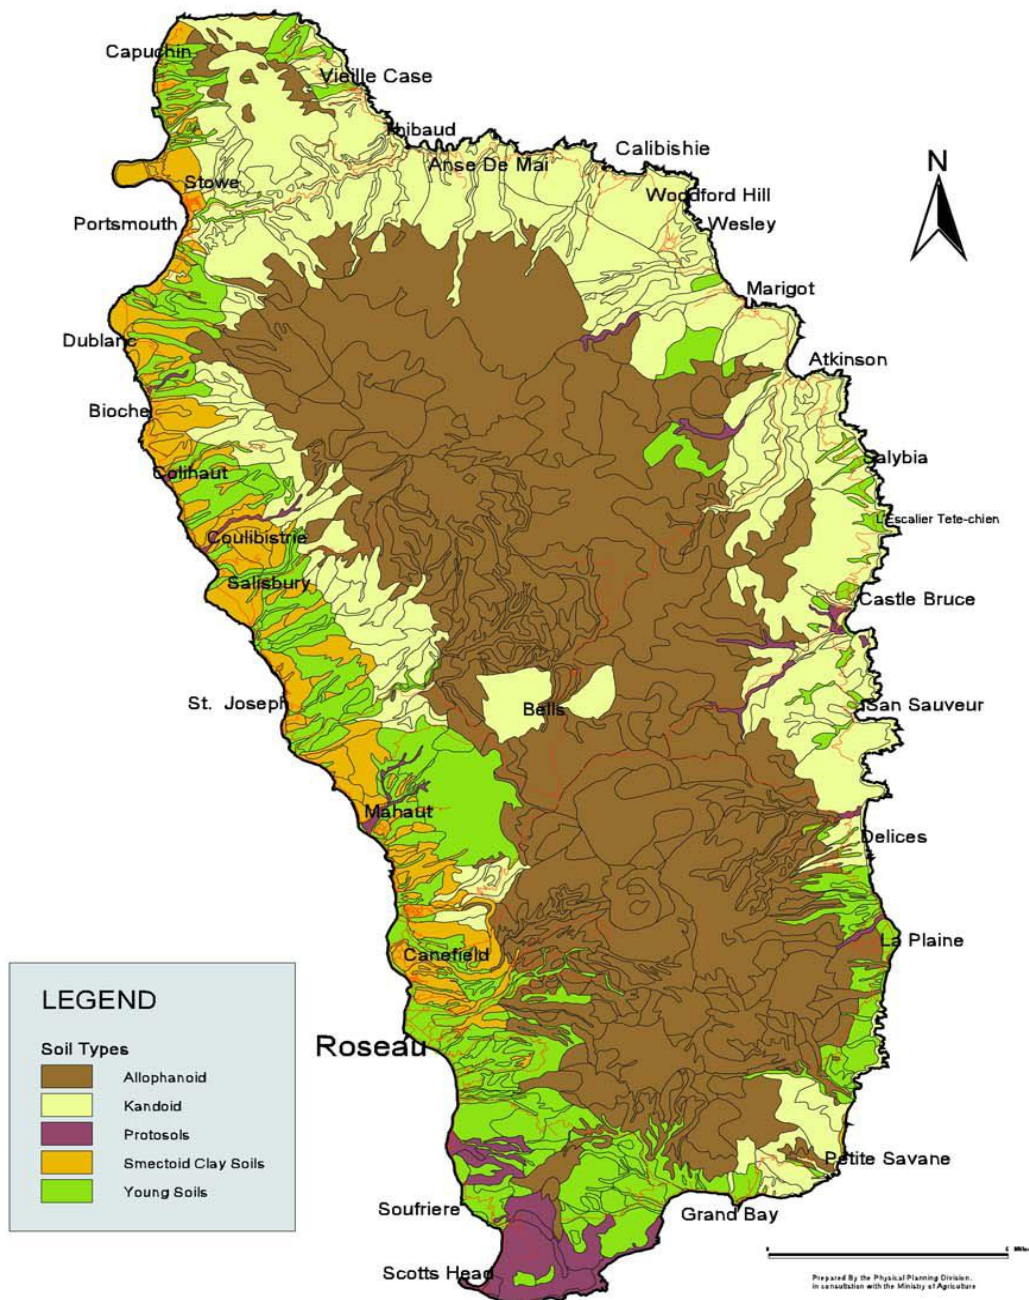 Capuchin
Vieille Case
Thibaud
Calibishie
Anse De Mai
N
Stowe
Woodford Hill
Portsmouth
Wesley
Marigot
Dublanc
Atkinson
Bioche
Colihaut
Salybia
L'Escalier Tete-chien
Coulibistrie
Salisbury
Castle Bruce
St. Joseph
Bells
San Sauveur
Mahaut
Delices
La Plaine
Canefield
LEGEND
Roseau
Soil Types
Allophanoid
Kandoid
Protosols
Smectoid Clay Soils
Young Soils
Petite Savane
Soufriere
Grand Bay
Scotts Head
Prepared By the Physical Planning Division,
in consultation with the Ministry of Agriculture